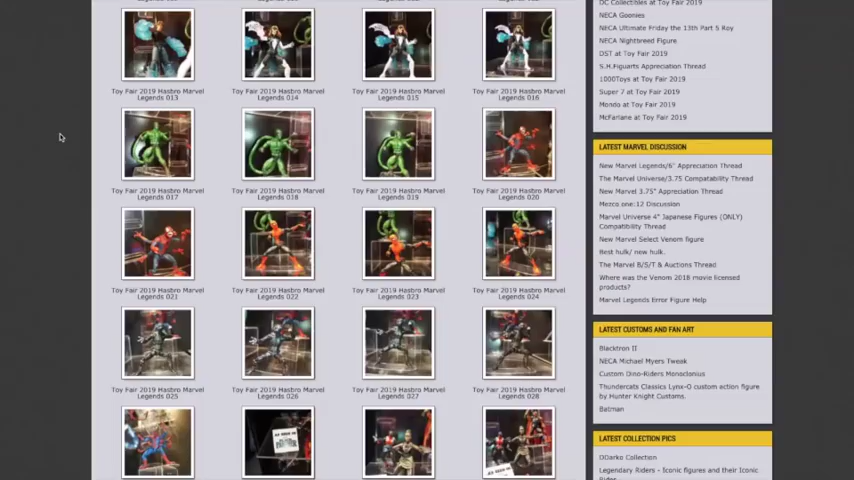 DC Collectibles at Toy Fair 2019
NECA Goonies
NECA Ultimate Friday the 13th Part 5 Roy
NECA Nightbreed Figure
DST at Toy Fair 2019
S.H.Figuarts Appreciation Thread
1000Toys at Toy Fair 2019
Super 7 at Toy Fair 2019
Mondo at Toy Fair 2019
McFarlane at Toy Fair 2019
Toy Fair 2019 Hasbro Marvel
Legends 013
Toy Fair 2019 Hasbro Marvel
Legends 014
Toy Fair 2019 Hasbro Marvel
Legends 015
Toy Fair 2019 Hasbro Marvel
Legends 016
Toy Fair 2019 Hasbro Marvel
Legends 017
Toy Fair 2019 Hasbro Marvel
Legends 018
Toy Fair 2019 Hasbro Marvel
Legends 019
Toy Fair 2019 Hasbro Marvel
Legends 020
Toy Fair 2019 Hasbro Marvel
Legends 021
Toy Fair 2019 Hasbro Marvel
Legends 022
Toy Fair 2019 Hasbro Marvel
Legends 023
Toy Fair 2019 Hasbro Marvel
Legends 024
Toy Fair 2019 Hasbro Marvel
Legends 025
Toy Fair 2019 Hasbro Marvel
Legends 026
Toy Fair 2019 Hasbro Marvel
Legends 027
Toy Fair 2019 Hasbro Marvel
Legends 028
LATEST MARVEL DISCUSSION
New Marvel Legends/6" Appreciation Thread
The Marvel Universe/3.75 Compatability Thread
New Marvel 3.75" Appreciation Thread
Mezco one:12 Discussion
Marvel Universe 4" Japanese Figures (ONLY)
Compatability Thread
New Marvel Select Venom figure
Best hulk/ new hulk.
The Marvel B/S/T & Auctions Thread
Where was the Venom 2018 movie licensed
products?
Marvel Legends Error Figure Help
LATEST CUSTOMS AND FAN ART
Blacktron II
NECA Michael Myers Tweak
Custom Dino-Riders Monoclonius
Thundercats Classics Lynx-O custom action figure
by Hunter Knight Customs.
Batman
LATEST COLLECTION PICS
DDarko Collection
Legendary Riders - Iconic figures and their Iconic